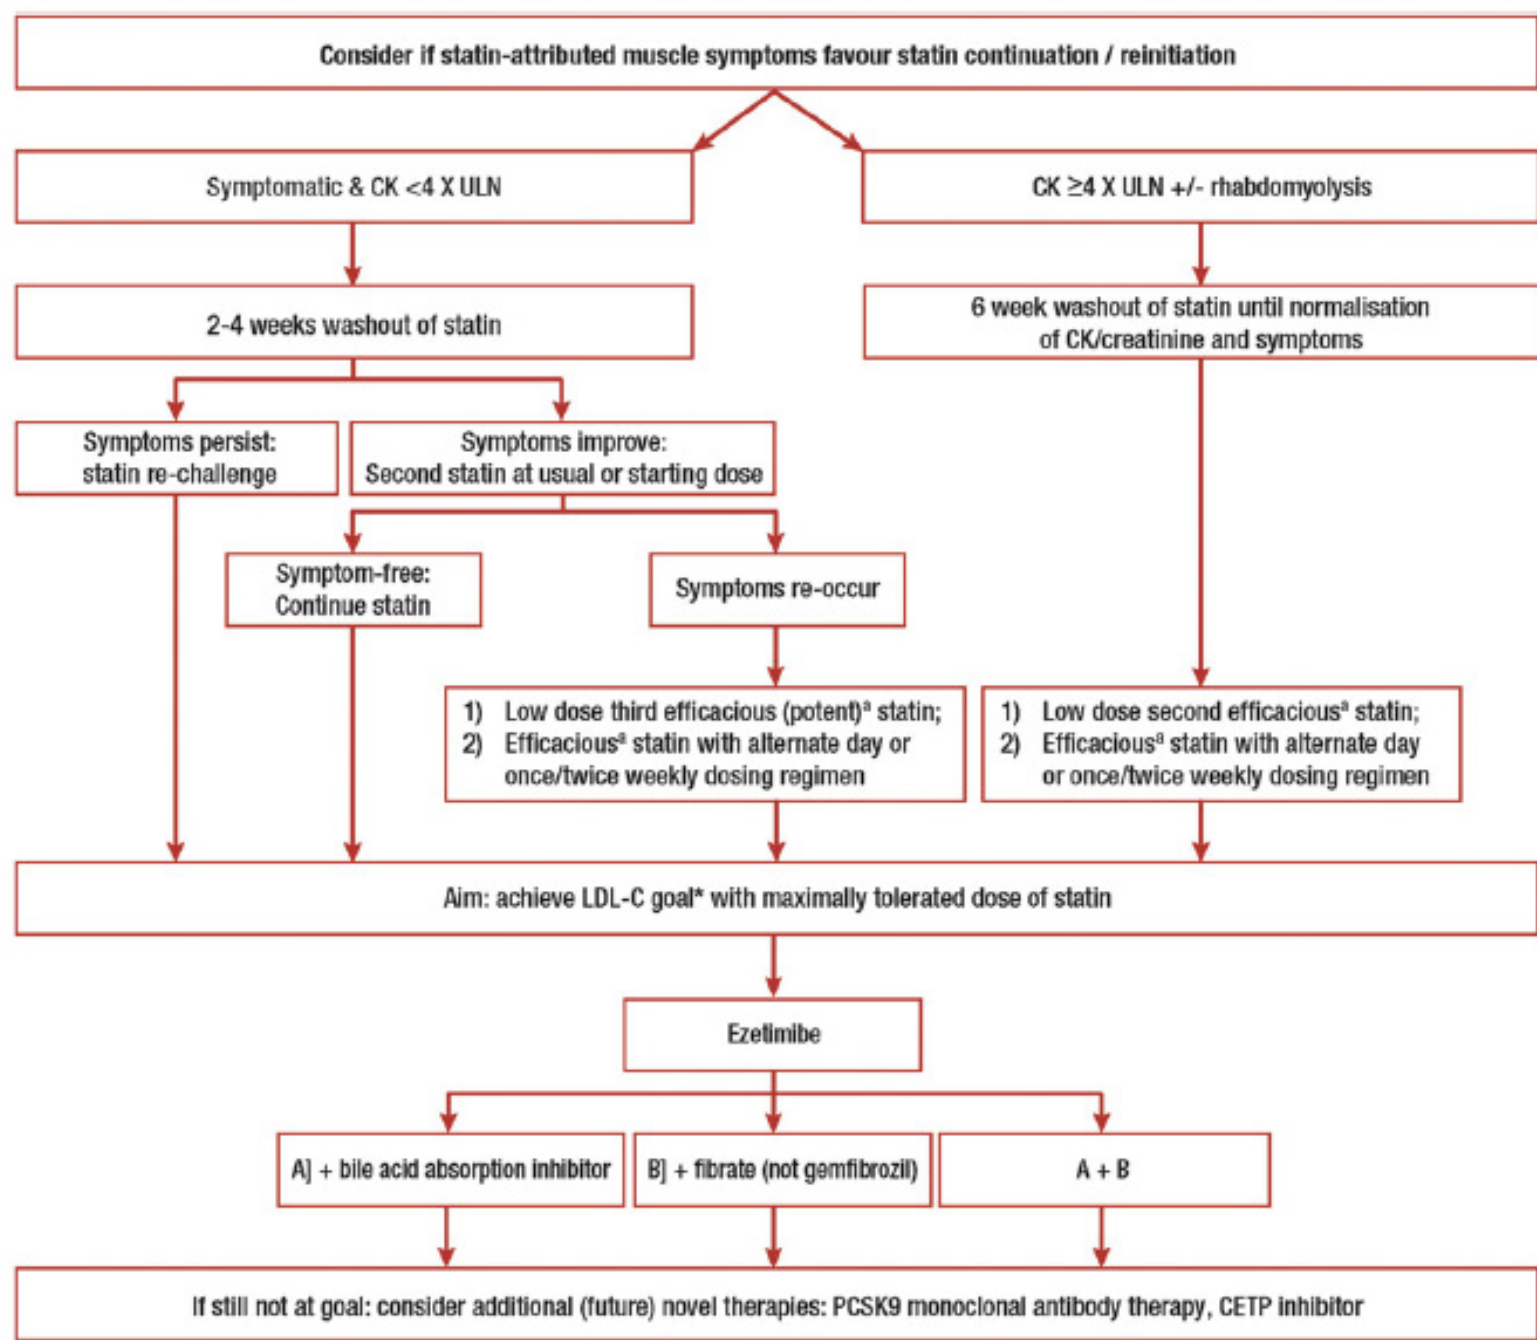 Consider if statin-attributed muscle symptoms favour statin continuation / reinitiation
Symptomatic & CK <4 X ULN
CK ≥4 X ULN +/- rhabdomyolysis
2-4 weeks washout of statin
6 week washout of statin until normalisation
of CK/creatinine and symptoms
Symptoms persist:
statin re-challenge
Symptoms improve:
Second statin at usual or starting dose
Symptom-free:
Continue statin
Symptoms re-occur
1) Low dose third efficacious (potent)ᵃ statin;
2) Efficaciousᵃ statin with alternate day or
once/twice weekly dosing regimen
1) Low dose second efficaciousᵃ statin;
2) Efficaciousᵃ statin with alternate day
or once/twice weekly dosing regimen
Aim: achieve LDL-C goal* with maximally tolerated dose of statin
Ezetimibe
A] + bile acid absorption inhibitor
B] + fibrate (not gemfibrozil)
A + B
If still not at goal: consider additional (future) novel therapies: PCSK9 monoclonal antibody therapy, CETP inhibitor